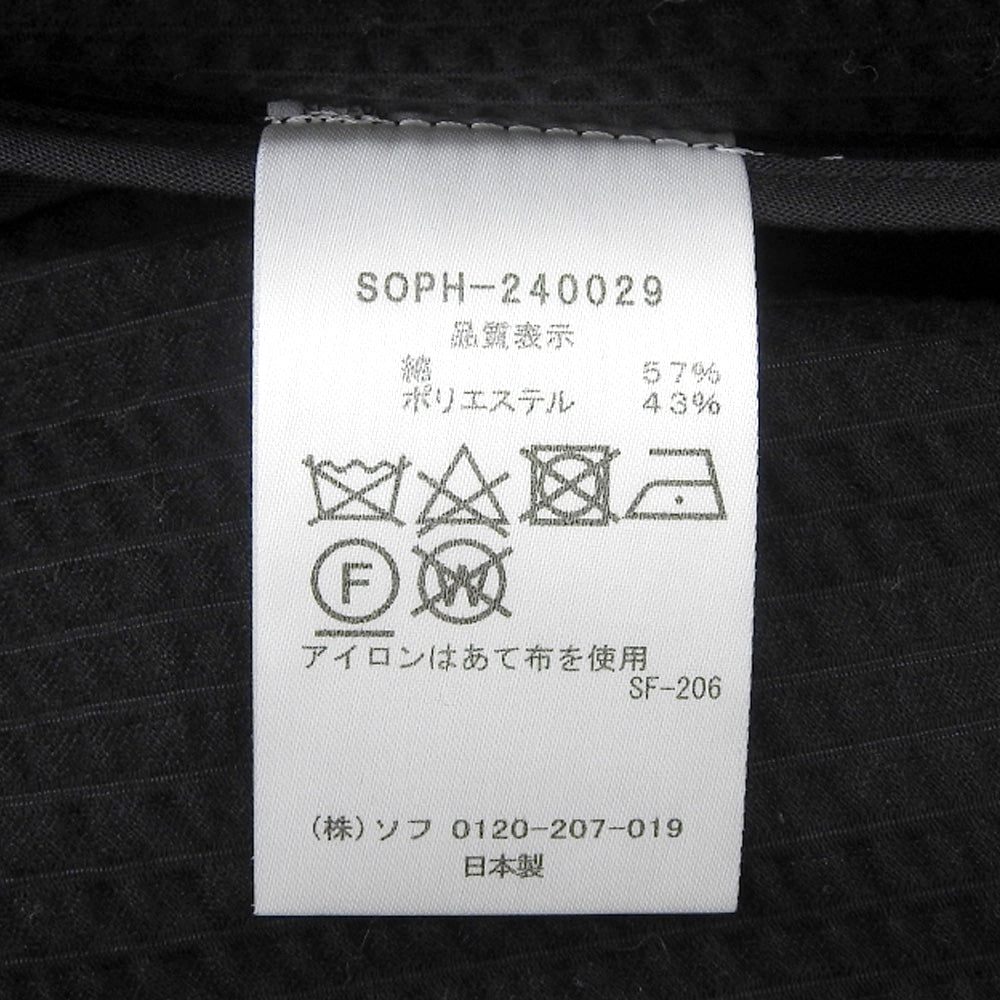 SOPH-240029
品質表示
綿 57%
ポリエステル 43%
F W
アイロンはあて布を使用
SF-206
(株)ソフ 0120-207-019
日本製